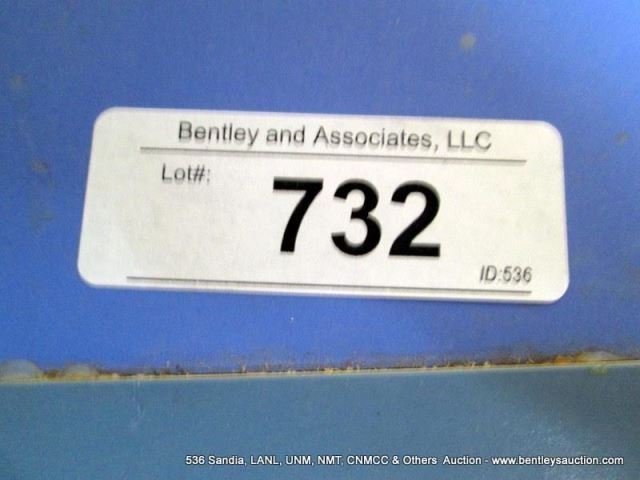 Bentley and Associates, LLC
Lot#:
732
ID:536
536 Sandia, LANL, UNM, NMT, CNMCC & Others Auction - www.bentleysauction.com